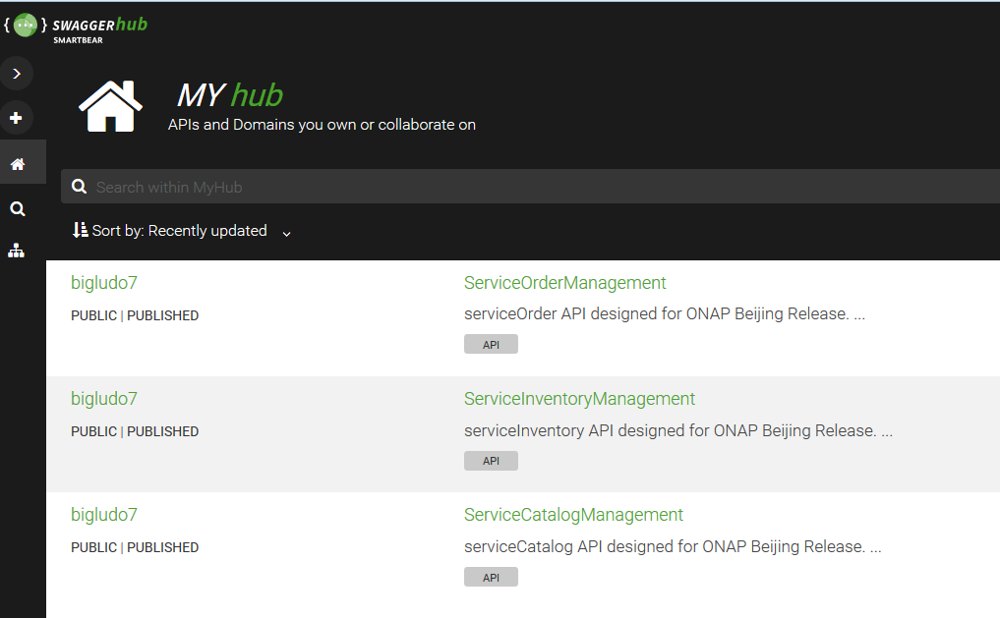 { } SWAGGERhub
SMARTBEAR
MY hub
APIs and Domains you own or collaborate on
Search within MyHub
Sort by: Recently updated
bigludo7
ServiceOrderManagement
PUBLIC | PUBLISHED
serviceOrder API designed for ONAP Beijing Release. ...
API
bigludo7
ServiceInventoryManagement
PUBLIC | PUBLISHED
serviceInventory API designed for ONAP Beijing Release. ...
API
bigludo7
ServiceCatalogManagement
PUBLIC | PUBLISHED
serviceCatalog API designed for ONAP Beijing Release. ...
API